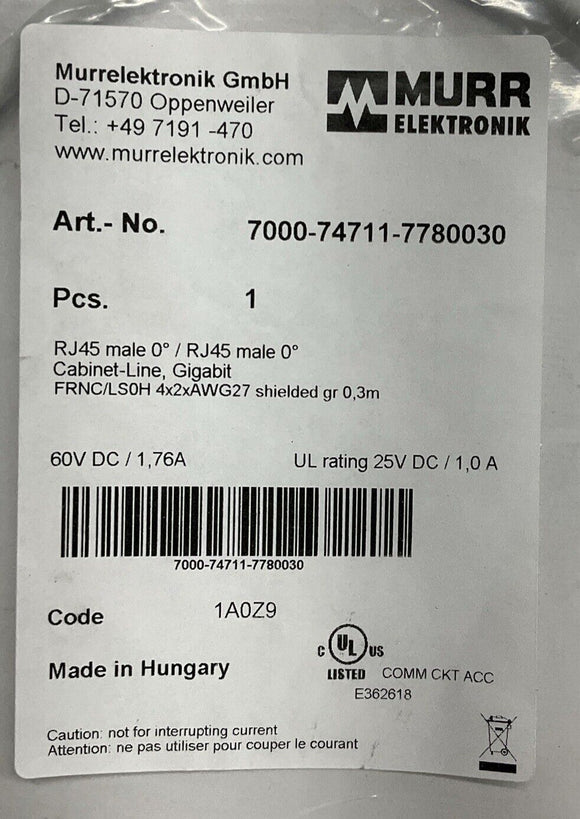 Murrelektronik GmbH
D-71570 Oppenweiler
Tel.: +49 7191 -470
www.murrelektronik.com
MURR
ELEKTRONIK
Art.- No. 7000-74711-7780030
Pcs. 1
RJ45 male 0° / RJ45 male 0°
Cabinet-Line, Gigabit
FRNC/LS0H 4x2xAWG27 shielded gr 0,3m
60V DC / 1,76A UL rating 25V DC / 1,0 A
7000-74711-7780030
Code 1A0Z9
C UL US
LISTED COMM CKT ACC
E362618
Made in Hungary
Caution: not for interrupting current
Attention: ne pas utiliser pour couper le courant